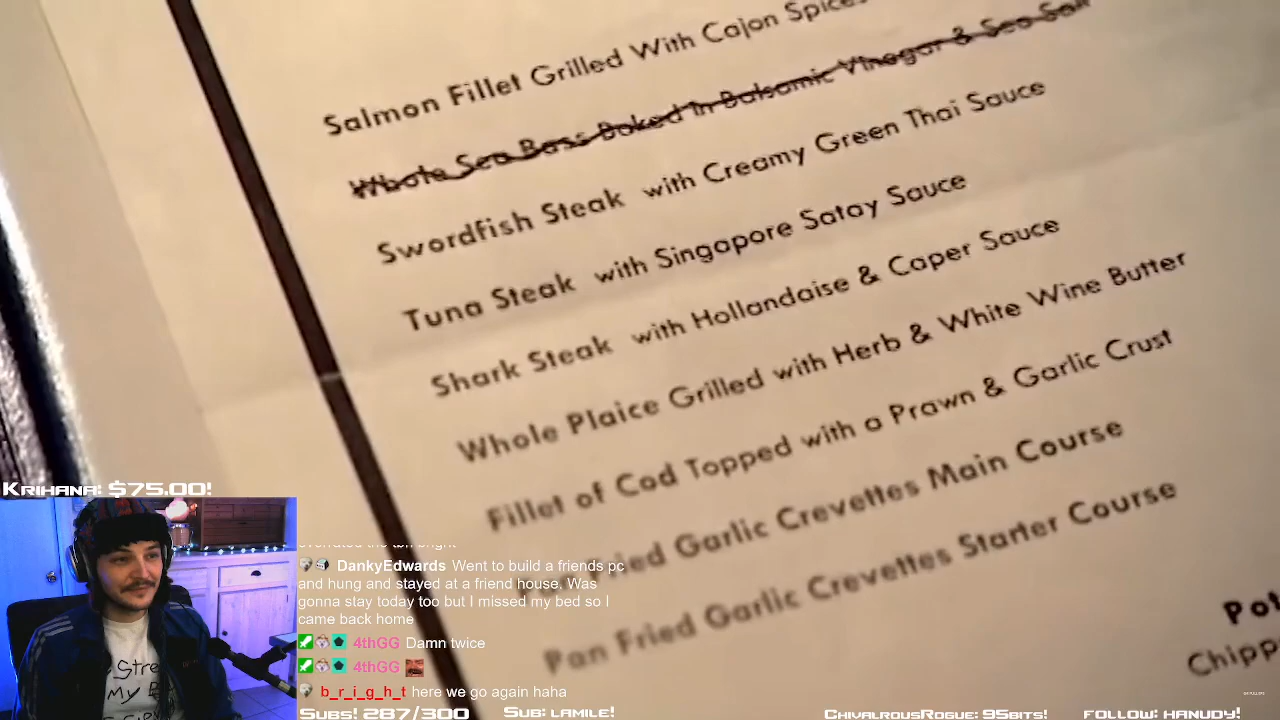 Salmon Fillet Grilled With Cajon Spices
Whole Sea Bass Baked In Balsamic Vinegar & Sea Salt
Swordfish Steak with Creamy Green Thai Sauce
Tuna Steak with Singapore Satay Sauce
Shark Steak with Hollandaise & Caper Sauce
Whole Plaice Grilled with Herb & White Wine Butter
Fillet of Cod Topped with a Prawn & Garlic Crust
Fried Garlic Crevettes Main Course
Pan Fried Garlic Crevettes Starter Course
Pot
Chipp
Krihana: $75.00!
DankyEdwards Went to build a friends pc
and hung and stayed at a friend house. Was
gonna stay today too but I missed my bed so I
came back home
4thGG Damn twice
4thGG
b_r_i_g_h_t here we go again haha
Subs! 287/300
Sub: lamile!
ChivalrousRogue: 95bits!
Follow: hanudy!